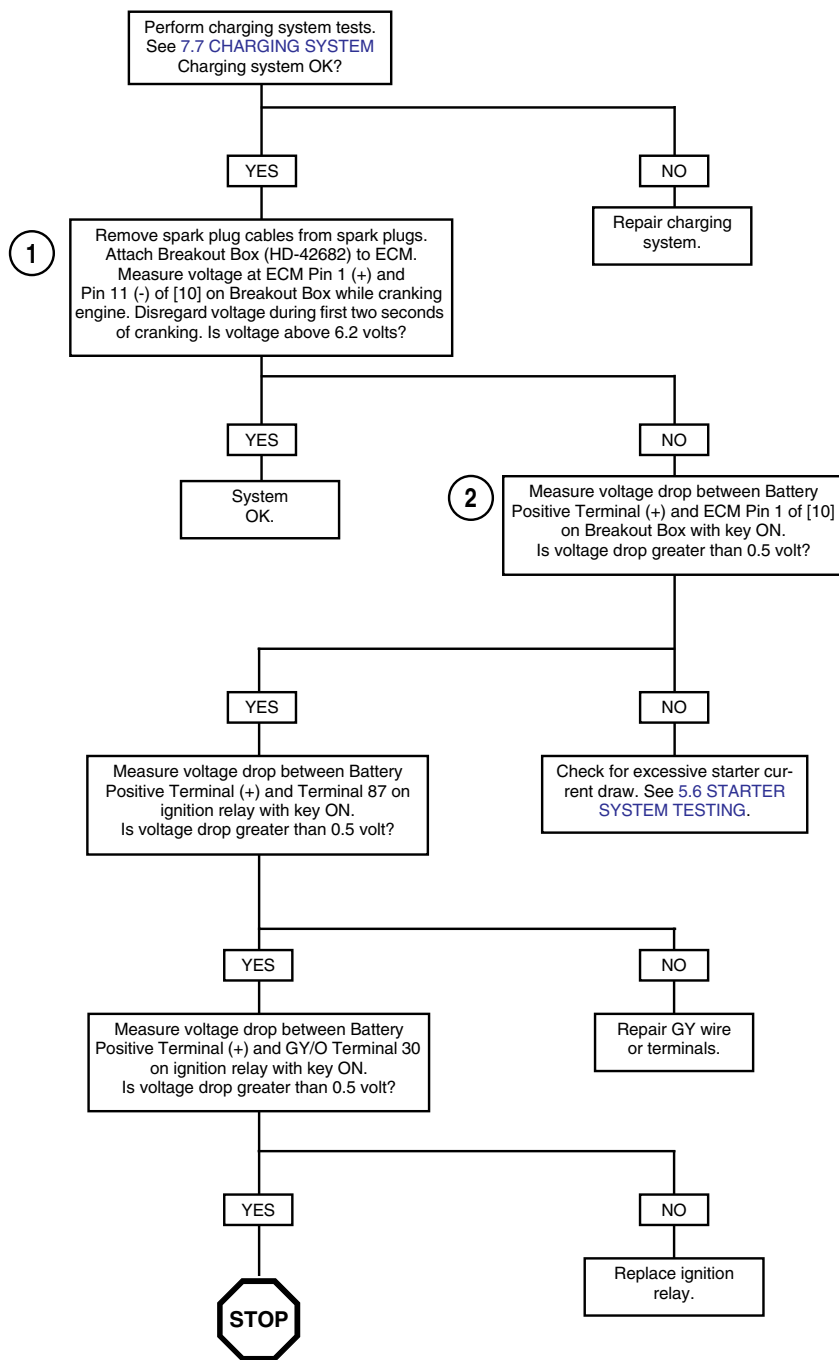 Perform charging system tests.
See 7.7 CHARGING SYSTEM
Charging system OK?
YES
NO
Repair charging
system.
1
Remove spark plug cables from spark plugs.
Attach Breakout Box (HD-42682) to ECM.
Measure voltage at ECM Pin 1 (+) and
Pin 11 (-) of [10] on Breakout Box while cranking
engine. Disregard voltage during first two seconds
of cranking. Is voltage above 6.2 volts?
YES
NO
System
OK.
2
Measure voltage drop between Battery
Positive Terminal (+) and ECM Pin 1 of [10]
on Breakout Box with key ON.
Is voltage drop greater than 0.5 volt?
YES
NO
Measure voltage drop between Battery
Positive Terminal (+) and Terminal 87 on
ignition relay with key ON.
Is voltage drop greater than 0.5 volt?
Check for excessive starter cur-
rent draw. See 5.6 STARTER
SYSTEM TESTING.
YES
NO
Measure voltage drop between Battery
Positive Terminal (+) and GY/O Terminal 30
on ignition relay with key ON.
Is voltage drop greater than 0.5 volt?
Repair GY wire
or terminals.
YES
NO
STOP
Replace ignition
relay.